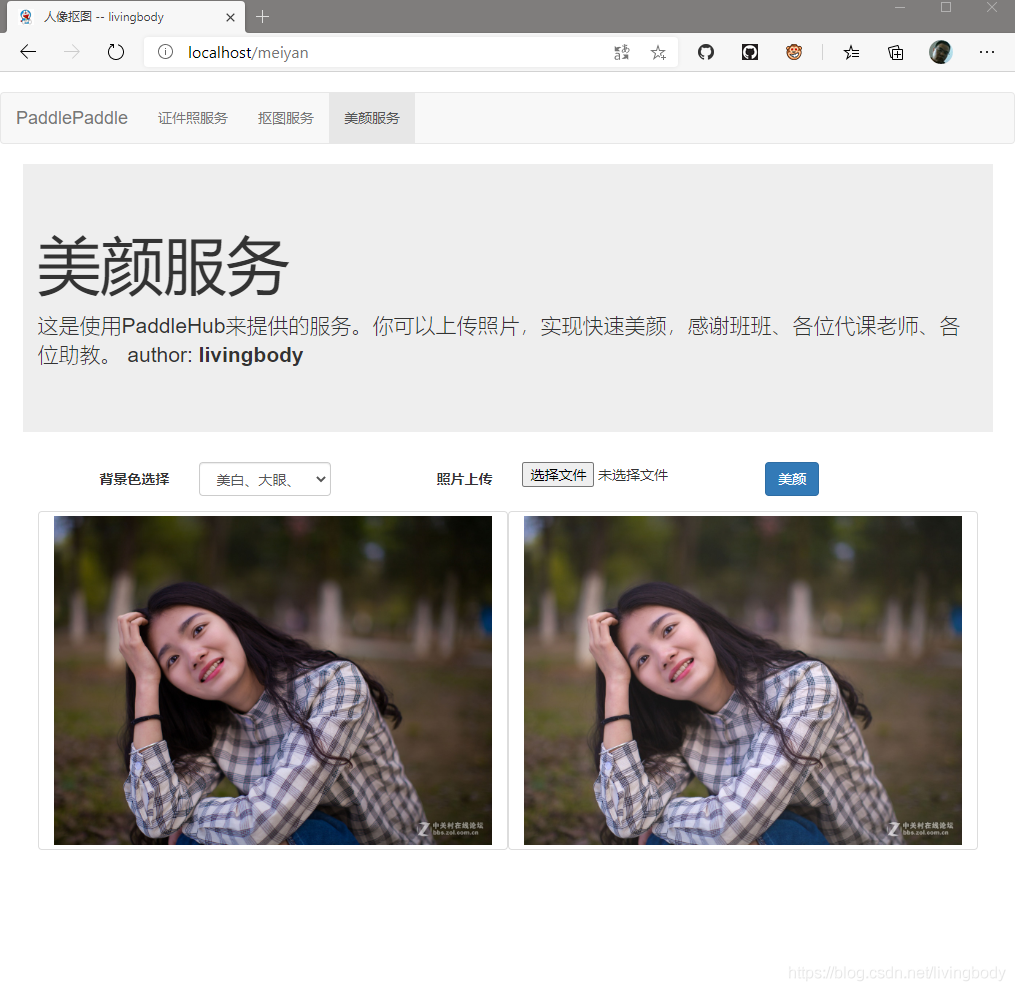 人像抠图 -- livingbody
localhost/meiyan
PaddlePaddle 证件照服务 抠图服务 美颜服务
美颜服务
这是使用PaddleHub来提供的服务。你可以上传照片，实现快速美颜，感谢班班、各位代课老师、各
位助教。 author: livingbody
背景色选择 美白、大眼、 照片上传 选择文件 未选择文件 美颜
Z 中关村在线论坛
bbs.zol.com.cn
Z 中关村在线论坛
bbs.zol.com.cn
https://blog.csdn.net/livingbody